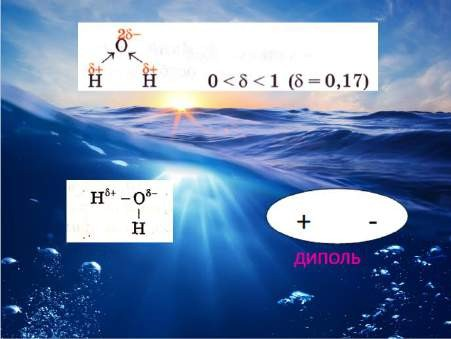 2δ−
O
δ+ δ+
H H 0 < δ < 1 (δ = 0,17)
Hδ+ – Oδ–
H
+ -
ДИПОЛЬ